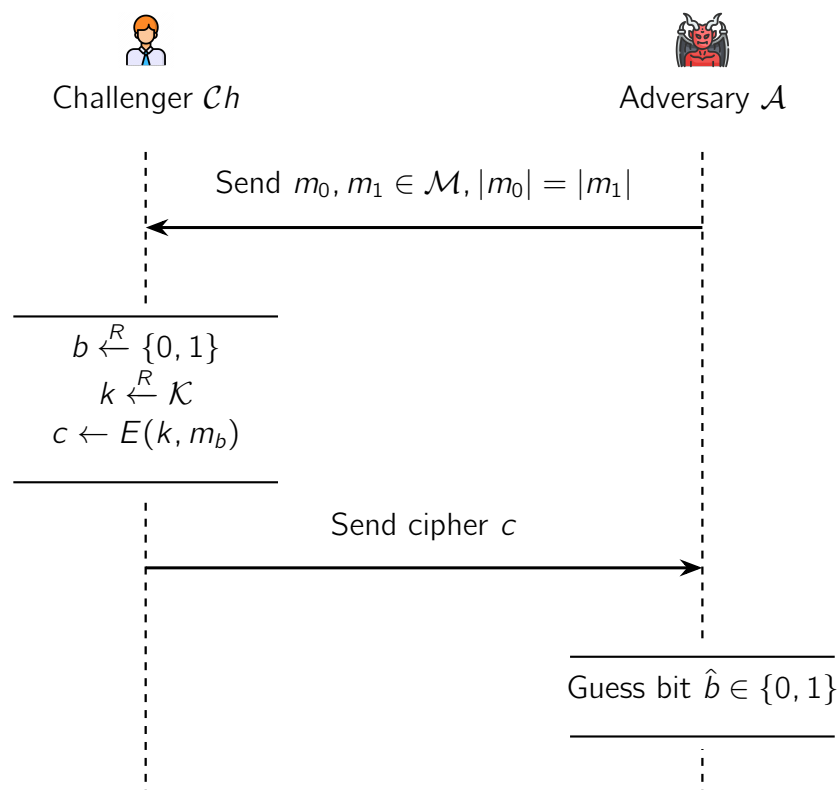 Challenger 𝒞h
Adversary 𝒜
Send m₀, m₁ ∈ ℳ, |m₀| = |m₁|
b ←ᴿ {0, 1}
k ←ᴿ 𝒦
c ← E(k, m_b)
Send cipher c
Guess bit b̂ ∈ {0, 1}